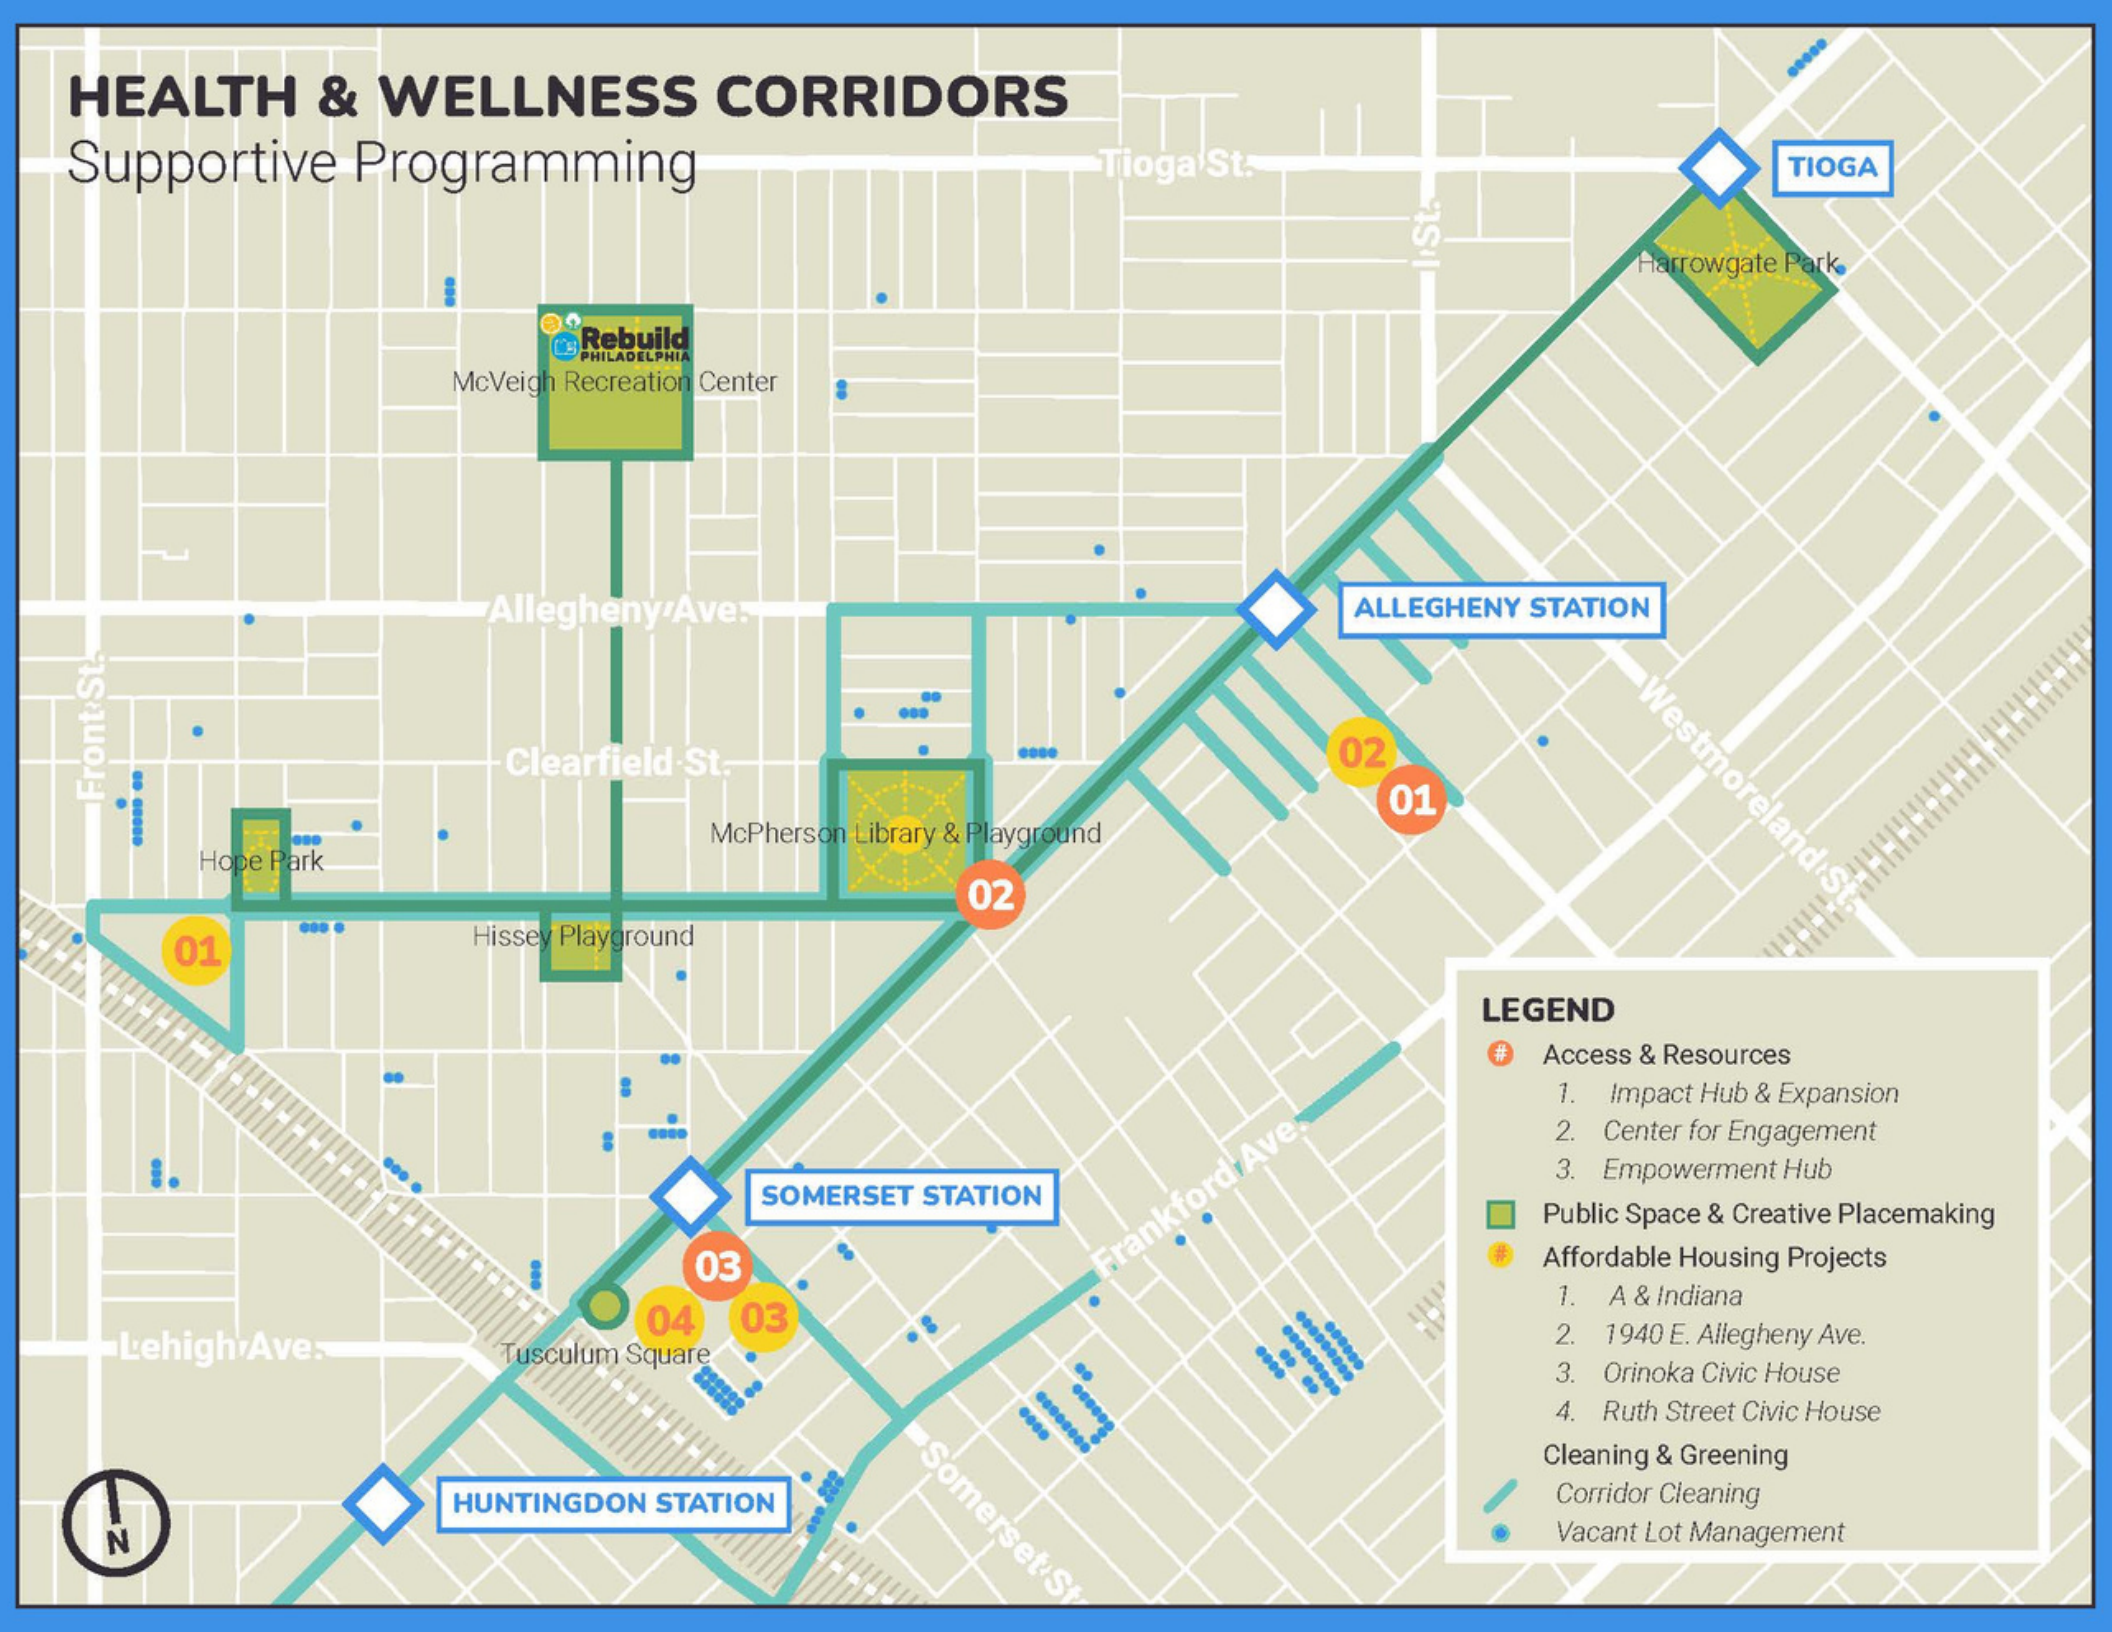 HEALTH & WELLNESS CORRIDORS
Supportive Programming
Tioga St.
TIOGA
I St.
Harrowgate Park
Rebuild
PHILADELPHIA
McVeigh Recreation Center
Allegheny Ave.
ALLEGHENY STATION
Front St.
Clearfield St.
Westmoreland St.
02
01
McPherson Library & Playground
Hope Park
02
01
Hissey Playground
SOMERSET STATION
Frankford Ave.
03
04
03
Lehigh Ave.
Tusculum Square
HUNTINGDON STATION
Somerset St.
N
LEGEND
# Access & Resources
1. Impact Hub & Expansion
2. Center for Engagement
3. Empowerment Hub
Public Space & Creative Placemaking
# Affordable Housing Projects
1. A & Indiana
2. 1940 E. Allegheny Ave.
3. Orinoka Civic House
4. Ruth Street Civic House
Cleaning & Greening
Corridor Cleaning
Vacant Lot Management